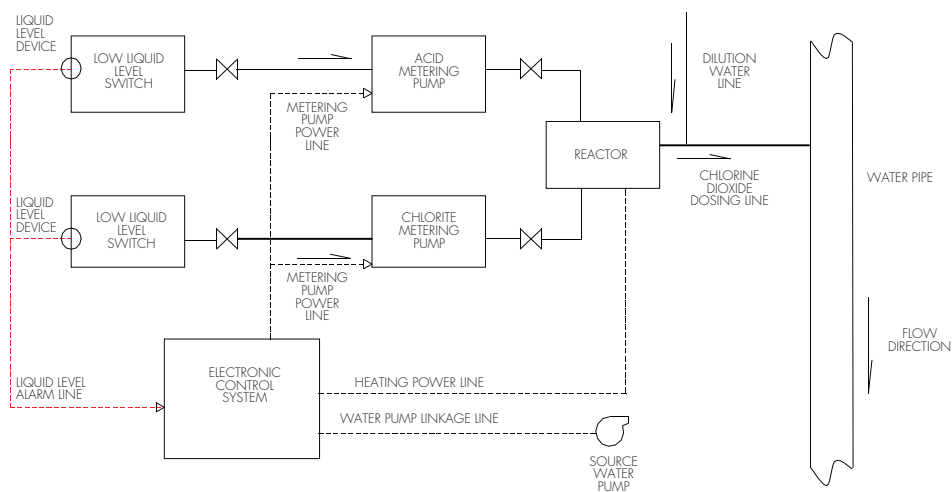 LIQUID
LEVEL
DEVICE
LOW LIQUID
LEVEL
SWITCH
ACID
METERING
PUMP
DILUTION
WATER
LINE
METERING
PUMP
POWER
LINE
REACTOR
CHLORINE
DIOXIDE
DOSING LINE
WATER PIPE
LIQUID
LEVEL
DEVICE
LOW LIQUID
LEVEL
SWITCH
CHLORITE
METERING
PUMP
METERING
PUMP
POWER
LINE
FLOW
DIRECTION
LIQUID LEVEL
ALARM LINE
ELECTRONIC
CONTROL
SYSTEM
HEATING POWER LINE
WATER PUMP LINKAGE LINE
SOURCE
WATER
PUMP